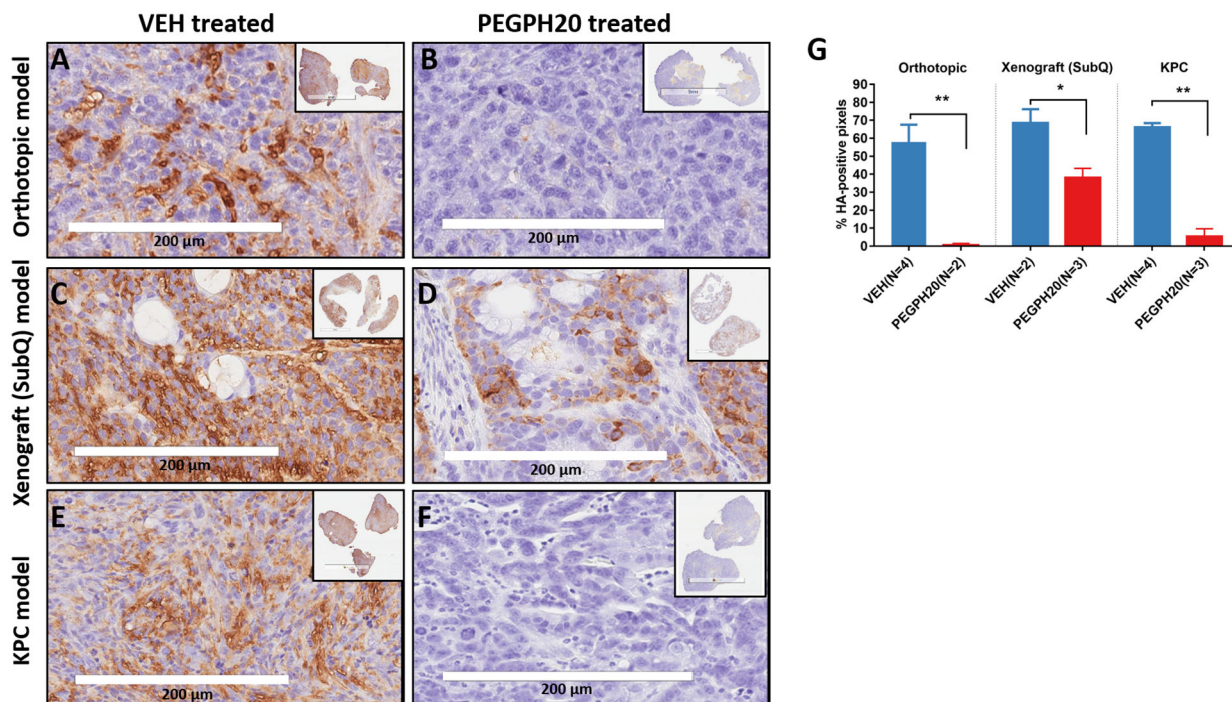 VEH treated
PEGPH20 treated
Orthotopic model
A
200 μm
B
200 μm
Xenograft (SubQ) model
C
200 μm
D
200 μm
KPC model
E
200 μm
F
200 μm
G
Orthotopic
Xenograft (SubQ)
KPC
% HA-positive pixels
90
80
70
60
50
40
30
20
10
0
**
*
**
VEH(N=4)
PEGPH20(N=2)
VEH(N=2)
PEGPH20(N=3)
VEH(N=4)
PEGPH20(N=3)